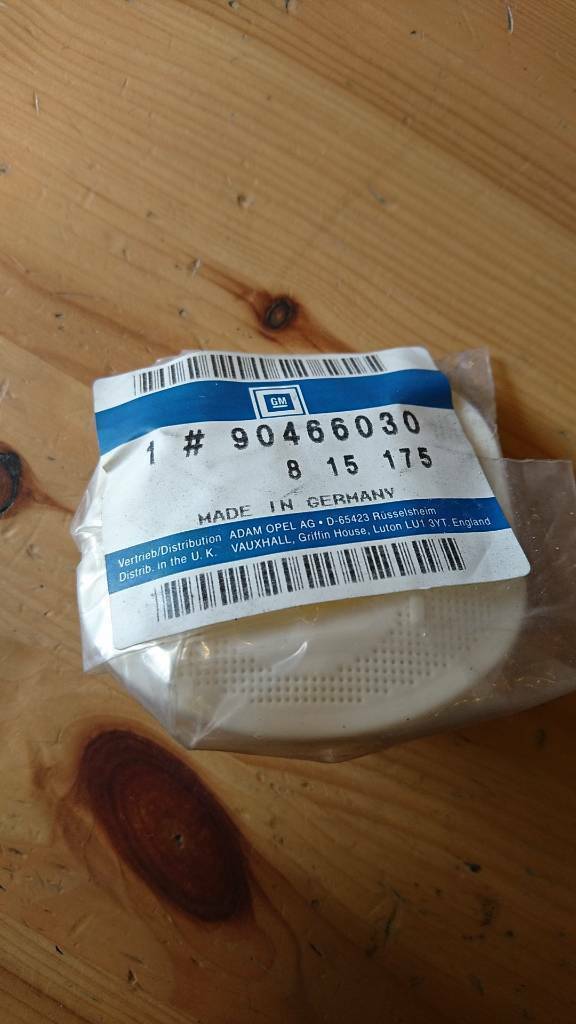 GM
1 # 90466030
8 15 175
MADE IN GERMANY
Vertrieb/Distribution ADAM OPEL AG • D-65423 Rüsselsheim
Distrib. in the U. K. VAUXHALL, Griffin House, Luton LU1 3YT. England